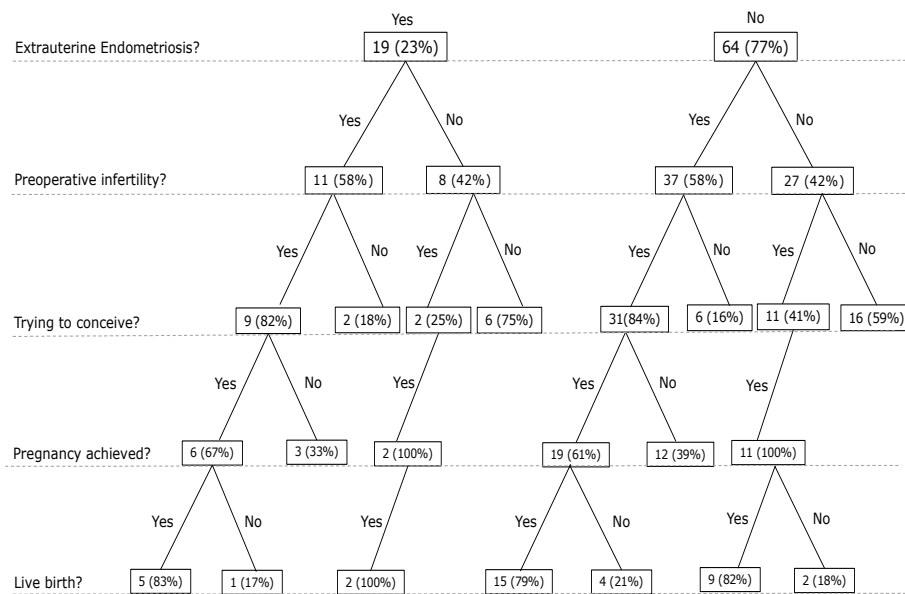 Yes No
Extrauterine Endometriosis? 19 (23%) 64 (77%)
Yes No Yes No
Preoperative infertility? 11 (58%) 8 (42%) 37 (58%) 27 (42%)
Yes No Yes No Yes No Yes No
Trying to conceive? 9 (82%) 2 (18%) 2 (25%) 6 (75%) 31(84%) 6 (16%) 11 (41%) 16 (59%)
Yes No Yes Yes No Yes
Pregnancy achieved? 6 (67%) 3 (33%) 2 (100%) 19 (61%) 12 (39%) 11 (100%)
Yes No Yes Yes No Yes No
Live birth? 5 (83%) 1 (17%) 2 (100%) 15 (79%) 4 (21%) 9 (82%) 2 (18%)